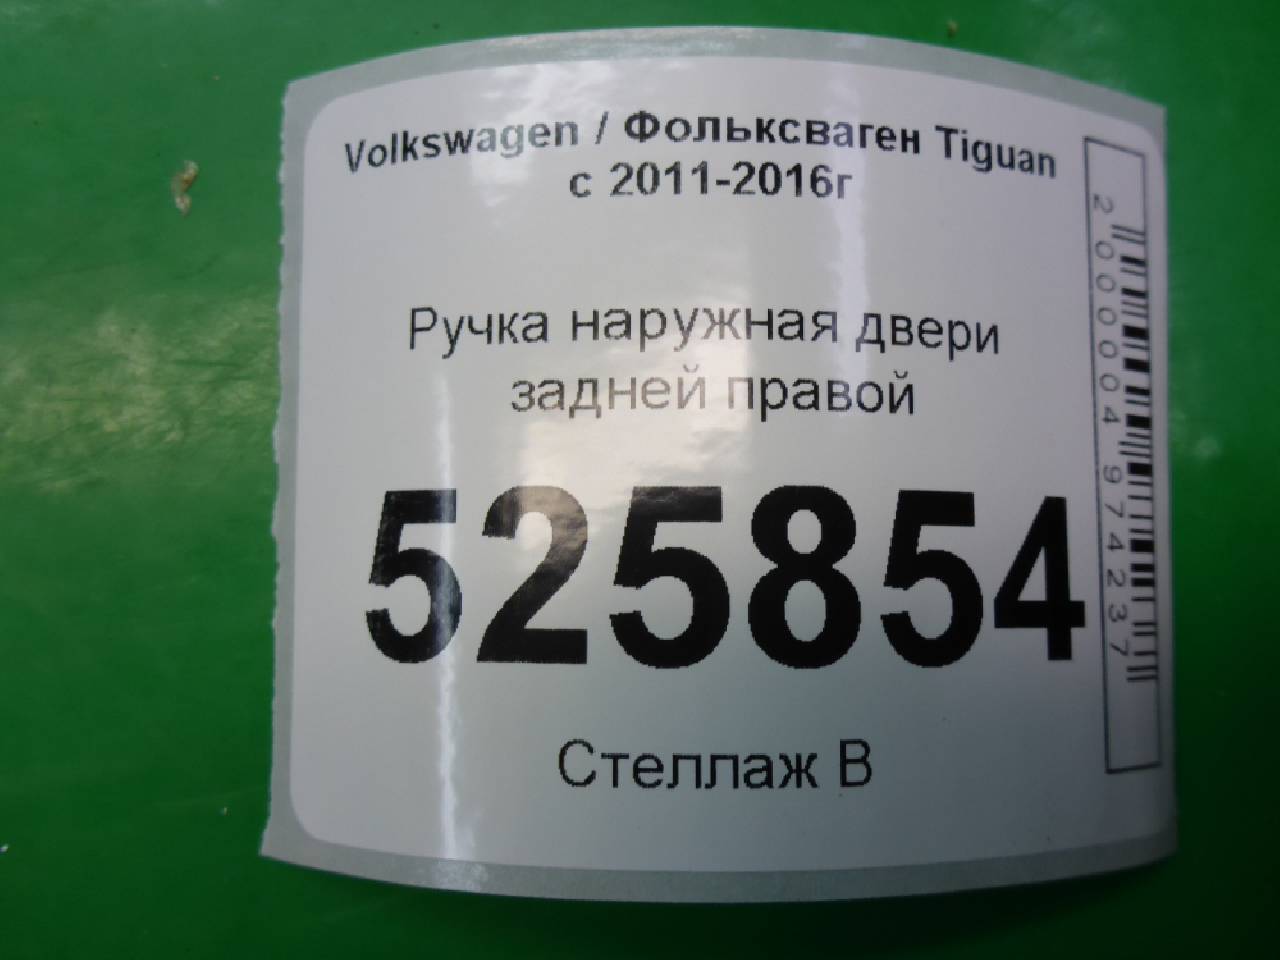 Volkswagen / Фольксваген Tiguan
с 2011-2016г
Ручка наружная двери
задней правой
525854
Стеллаж В
2000004974237